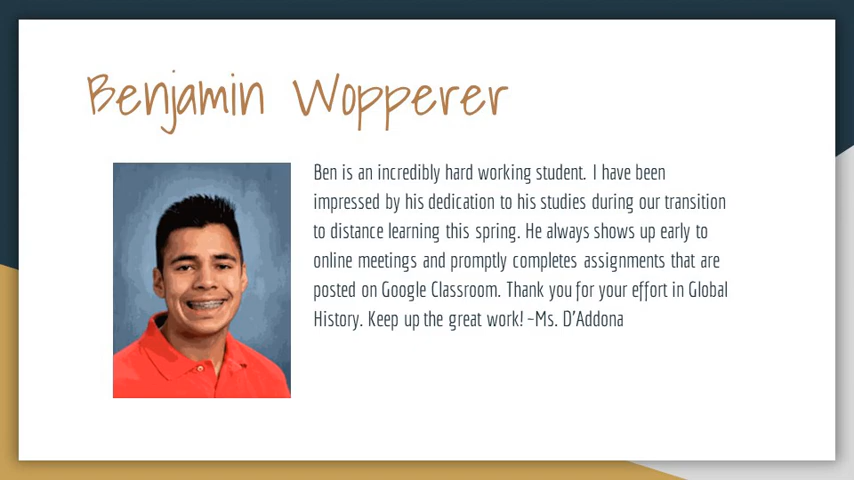 Benjamin Wopperer
Ben is an incredibly hard working student. I have been
impressed by his dedication to his studies during our transition
to distance learning this spring. He always shows up early to
online meetings and promptly completes assignments that are
posted on Google Classroom. Thank you for your effort in Global
History. Keep up the great work! -Ms. D'Addona